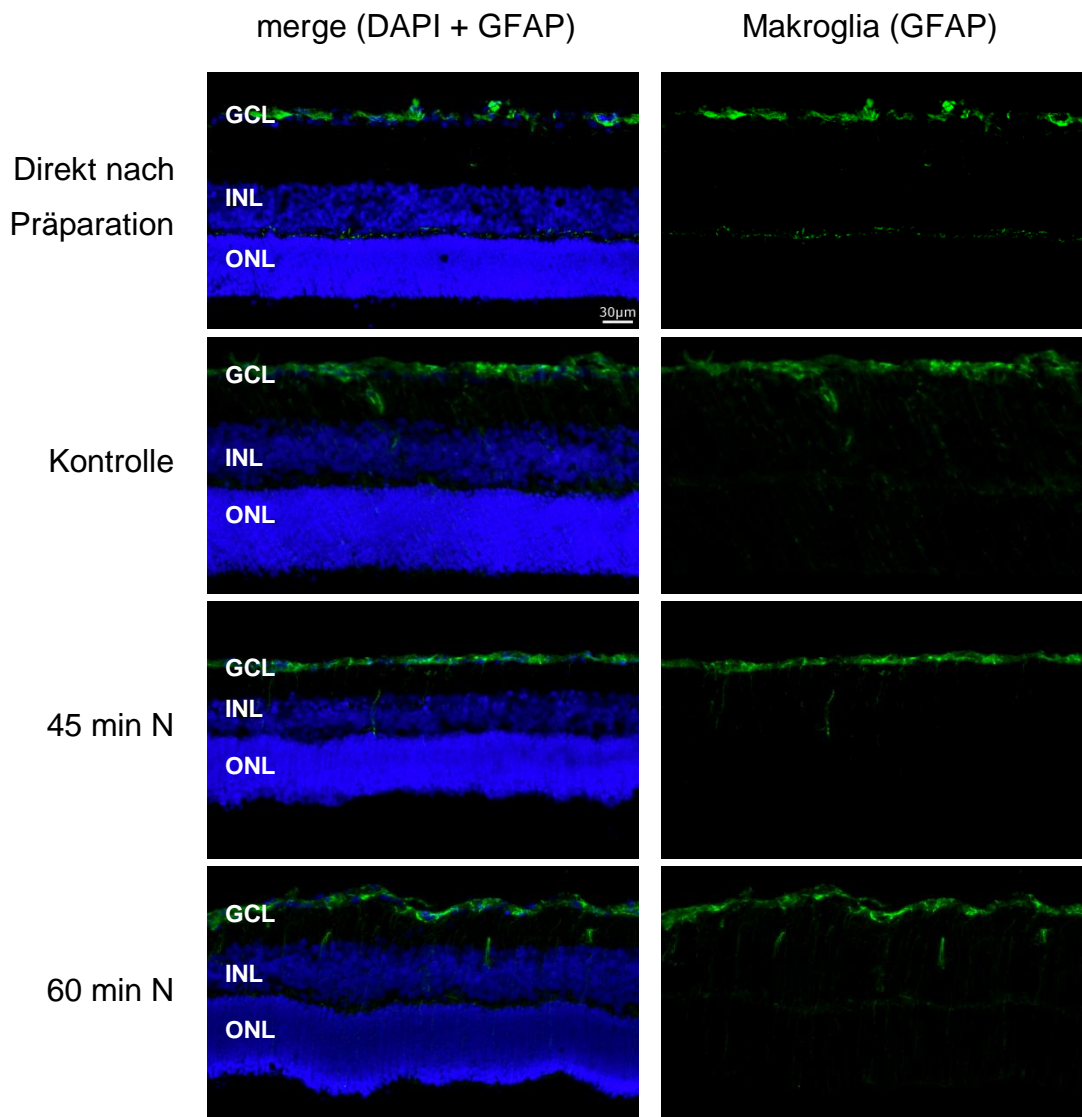 merge (DAPI + GFAP)
Makroglia (GFAP)
Direkt nach
Präparation
GCL
INL
ONL
30µm
Kontrolle
GCL
INL
ONL
45 min N
GCL
INL
ONL
60 min N
GCL
INL
ONL